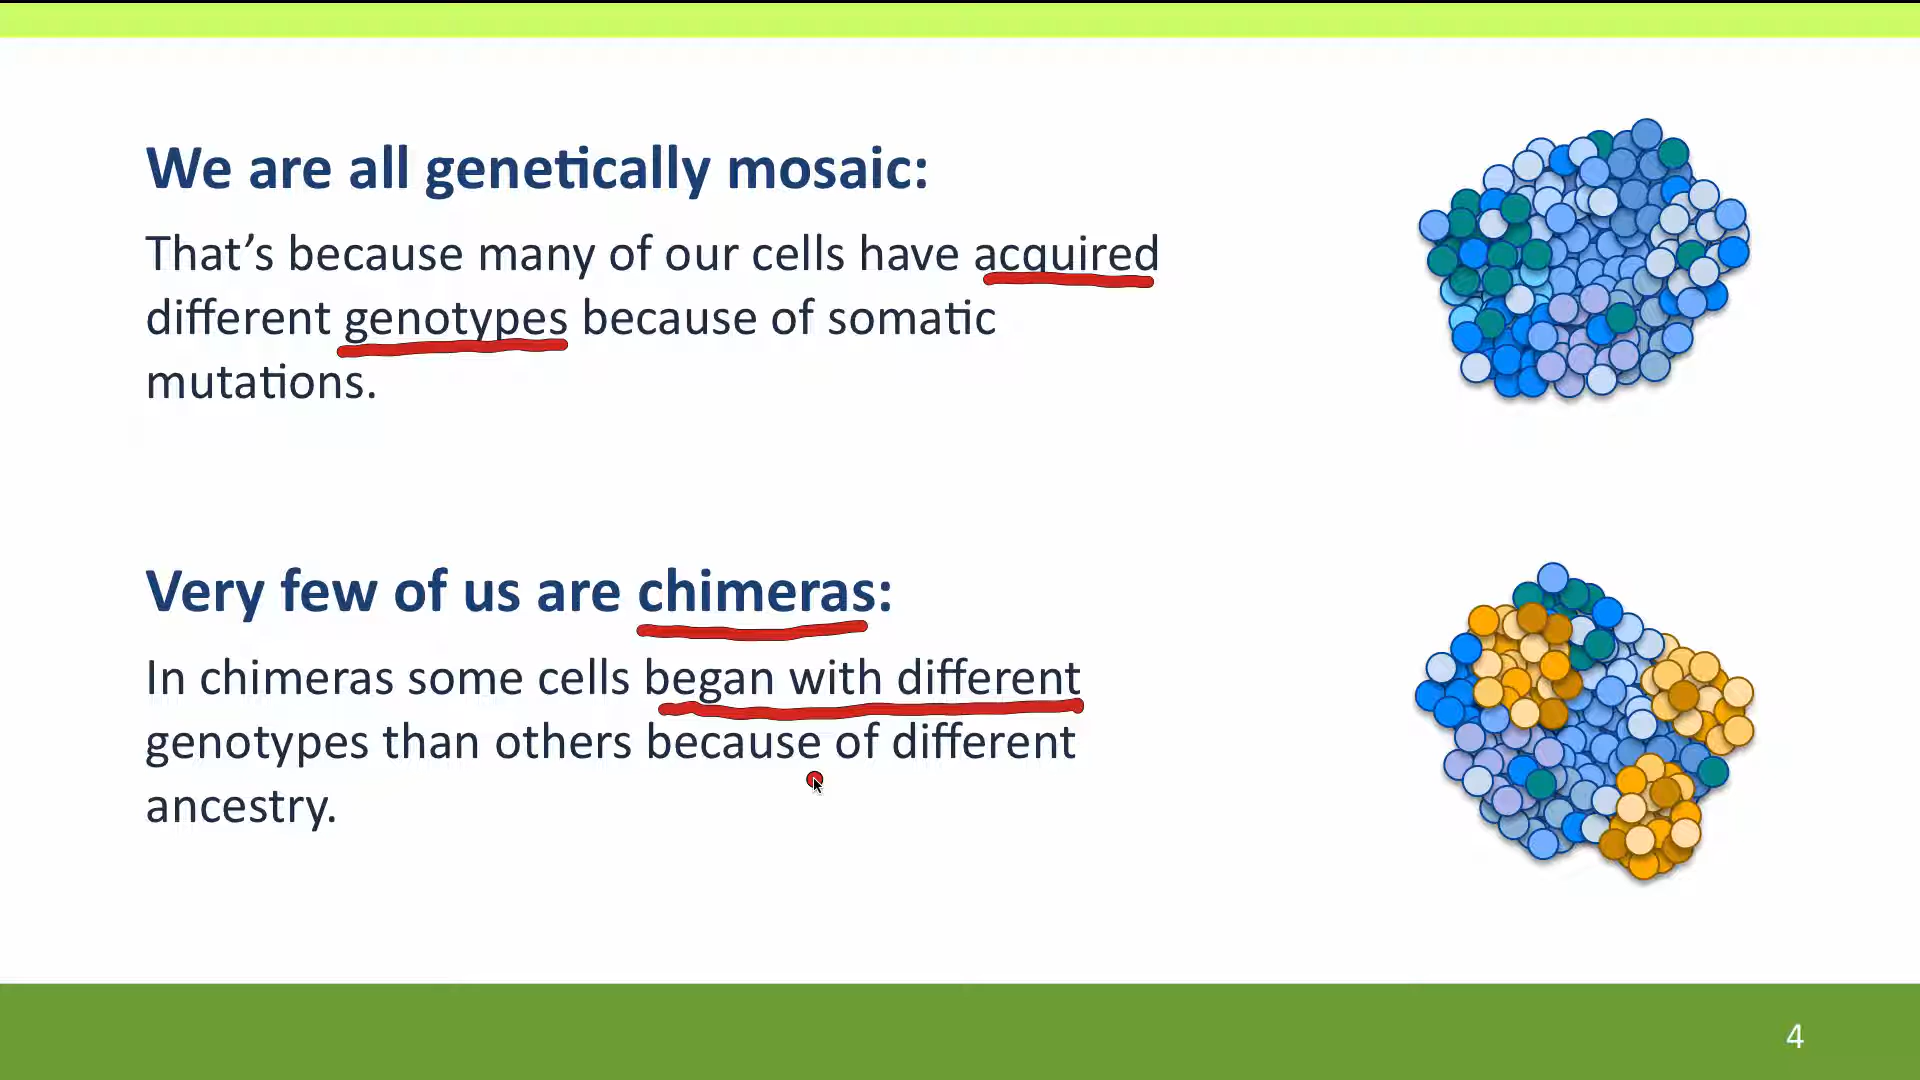 We are all genetically mosaic:
That’s because many of our cells have acquired
different genotypes because of somatic
mutations.
Very few of us are chimeras:
In chimeras some cells began with different
genotypes than others because of different
ancestry.
4